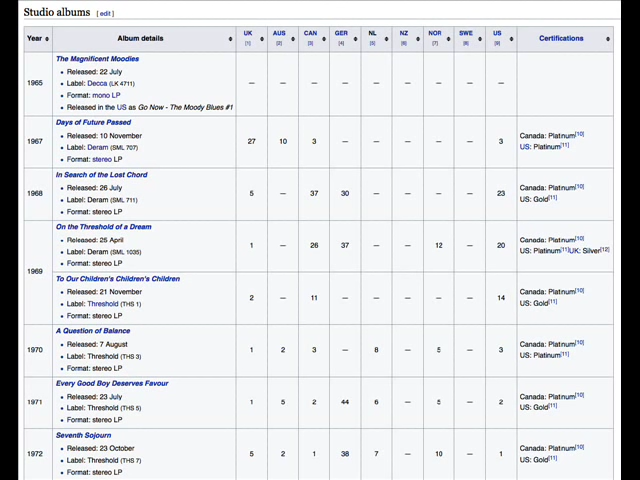 Studio albums [ edit ]
Year Album details UK [1] AUS [2] CAN [3] GER [4] NL [5] NZ [6] NOR [7] SWE [8] US [9] Certifications
1965
The Magnificent Moodies
• Released: 22 July
• Label: Decca (LK 4711)
• Format: mono LP
• Released in the US as Go Now - The Moody Blues #1
— — — — — — — — —
1967
Days of Future Passed
• Released: 10 November
• Label: Deram (SML 707)
• Format: stereo LP
27 10 3 — — — — — 3
Canada: Platinum[10]
US: Platinum[11]
1968
In Search of the Lost Chord
• Released: 26 July
• Label: Deram (SML 711)
• Format: stereo LP
5 — 37 30 — — — — 23
Canada: Platinum[10]
US: Gold[11]
1969
On the Threshold of a Dream
• Released: 25 April
• Label: Deram (SML 1035)
• Format: stereo LP
1 — 26 37 — — 12 — 20
Canada: Platinum[10]
US: Platinum[11]UK: Silver[12]
To Our Children's Children's Children
• Released: 21 November
• Label: Threshold (THS 1)
• Format: stereo LP
2 — 11 — — — — — 14
Canada: Platinum[10]
US: Gold[11]
1970
A Question of Balance
• Released: 7 August
• Label: Threshold (THS 3)
• Format: stereo LP
1 2 3 — 8 — 5 — 3
Canada: Platinum[10]
US: Platinum[11]
1971
Every Good Boy Deserves Favour
• Released: 23 July
• Label: Threshold (THS 5)
• Format: stereo LP
1 5 2 44 6 — 5 — 2
Canada: Platinum[10]
US: Gold[11]
1972
Seventh Sojourn
• Released: 23 October
• Label: Threshold (THS 7)
• Format: stereo LP
5 2 1 38 7 — 10 — 1
Canada: Platinum[10]
US: Gold[11]